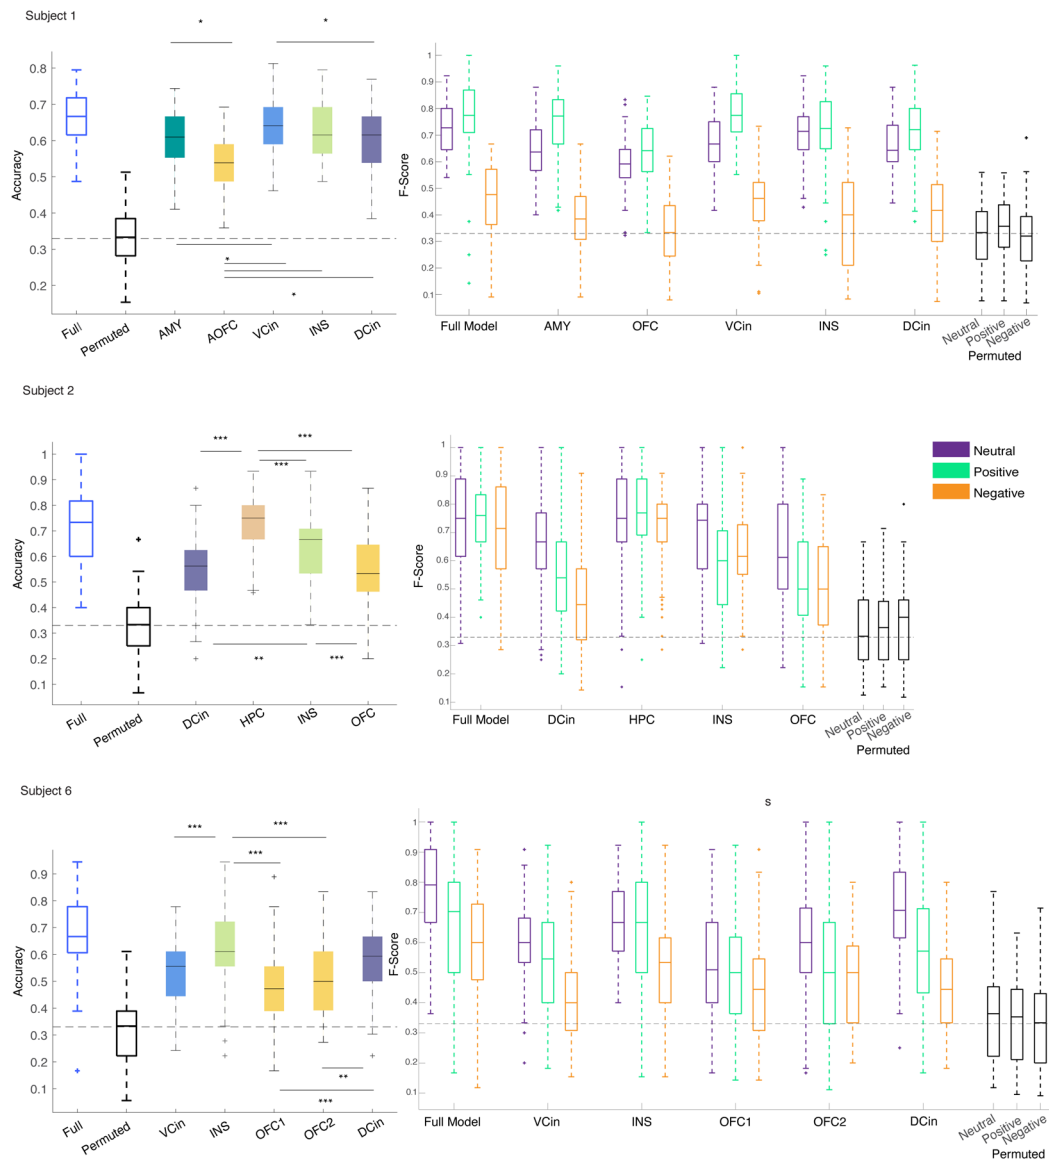 Subject 1
*
*
Accuracy
0.8
0.7
0.6
0.5
0.4
0.3
0.2
*
*
Full
Permuted
AMY
AOFC
VCin
INS
DCin
F-Score
1
0.9
0.8
0.7
0.6
0.5
0.4
0.3
0.2
0.1
Full Model
AMY
OFC
VCin
INS
DCin
Neutral
Positive
Negative
Permuted
Subject 2
***
***
***
Accuracy
1
0.9
0.8
0.7
0.6
0.5
0.4
0.3
0.2
0.1
**
***
Full
Permuted
DCin
HPC
INS
OFC
F-Score
1
0.9
0.8
0.7
0.6
0.5
0.4
0.3
0.2
0.1
Full Model
DCin
HPC
INS
OFC
Neutral
Positive
Negative
Permuted
Neutral
Positive
Negative
Subject 6
***
***
***
Accuracy
0.9
0.8
0.7
0.6
0.5
0.4
0.3
0.2
0.1
**
***
Full
Permuted
VCin
INS
OFC1
OFC2
DCin
s
F-Score
1
0.9
0.8
0.7
0.6
0.5
0.4
0.3
0.2
0.1
Full Model
VCin
INS
OFC1
OFC2
DCin
Neutral
Positive
Negative
Permuted